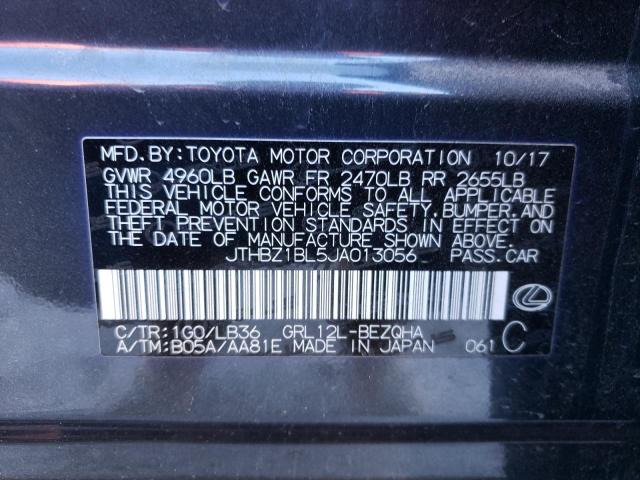 MFD.BY:TOYOTA MOTOR CORPORATION 10/17
GVWR 4960LB GAWR FR 2470LB RR 2655LB
THIS VEHICLE CONFORMS TO ALL APPLICABLE
FEDERAL MOTOR VEHICLE SAFETY,BUMPER,AND
THEFT PREVENTION STANDARDS IN EFFECT ON
THE DATE OF MANUFACTURE SHOWN ABOVE.
JTHBZ1BL5JA013056 PASS.CAR
C/TR:1G0/LB36 GRL12L-BEZQHA
A/TM:B05A/AA81E MADE IN JAPAN 061 C